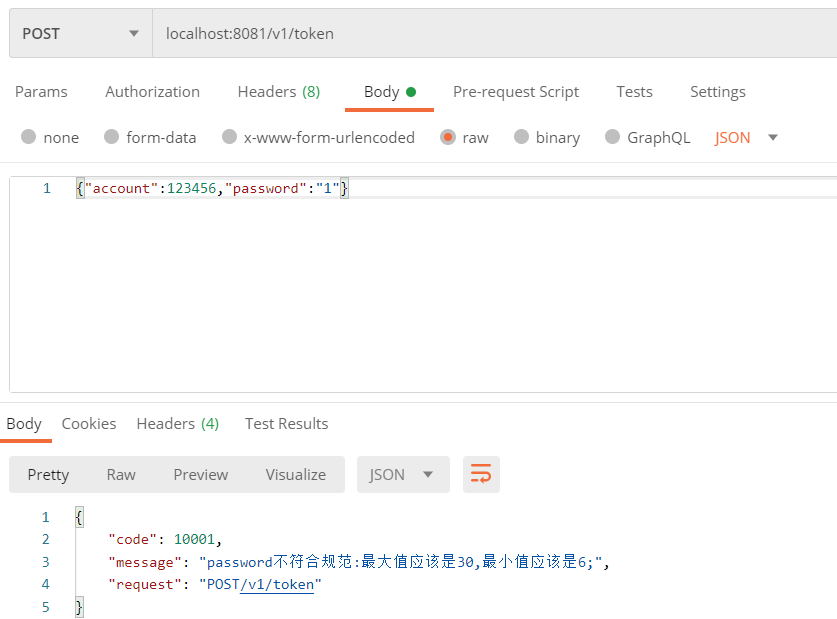 POST localhost:8081/v1/token
Params Authorization Headers (8) Body Pre-request Script Tests Settings
none form-data x-www-form-urlencoded raw binary GraphQL JSON
1 {"account":123456,"password":"1"}
Body Cookies Headers (4) Test Results
Pretty Raw Preview Visualize JSON
1 {
2 "code": 10001,
3 "message": "password不符合规范:最大值应该是30,最小值应该是6;",
4 "request": "POST/v1/token"
5 }